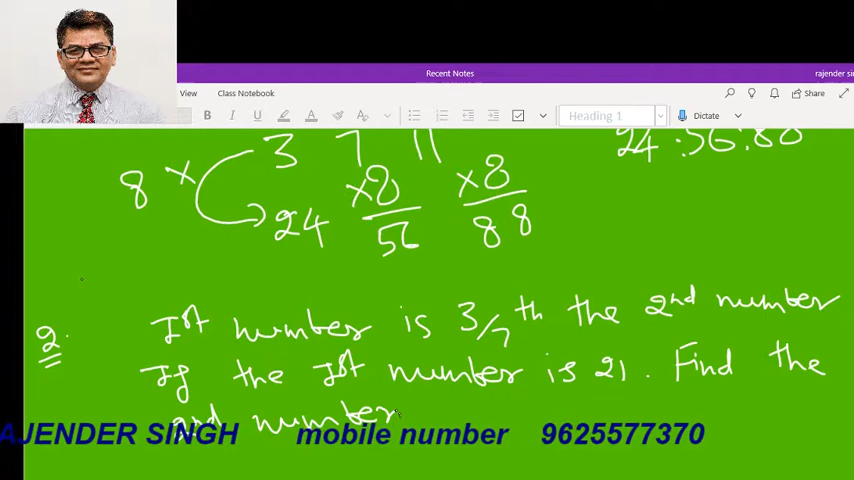 Recent Notes
rajender si
View Class Notebook
Share
B I U A Heading 1 Dictate
3 7 11 24:56:88
8 × ×8 ×8
24 56 88
2. Ist number is 3/7th the 2nd number
If the Ist number is 21. Find the
2nd number
AJENDER SINGH mobile number 9625577370